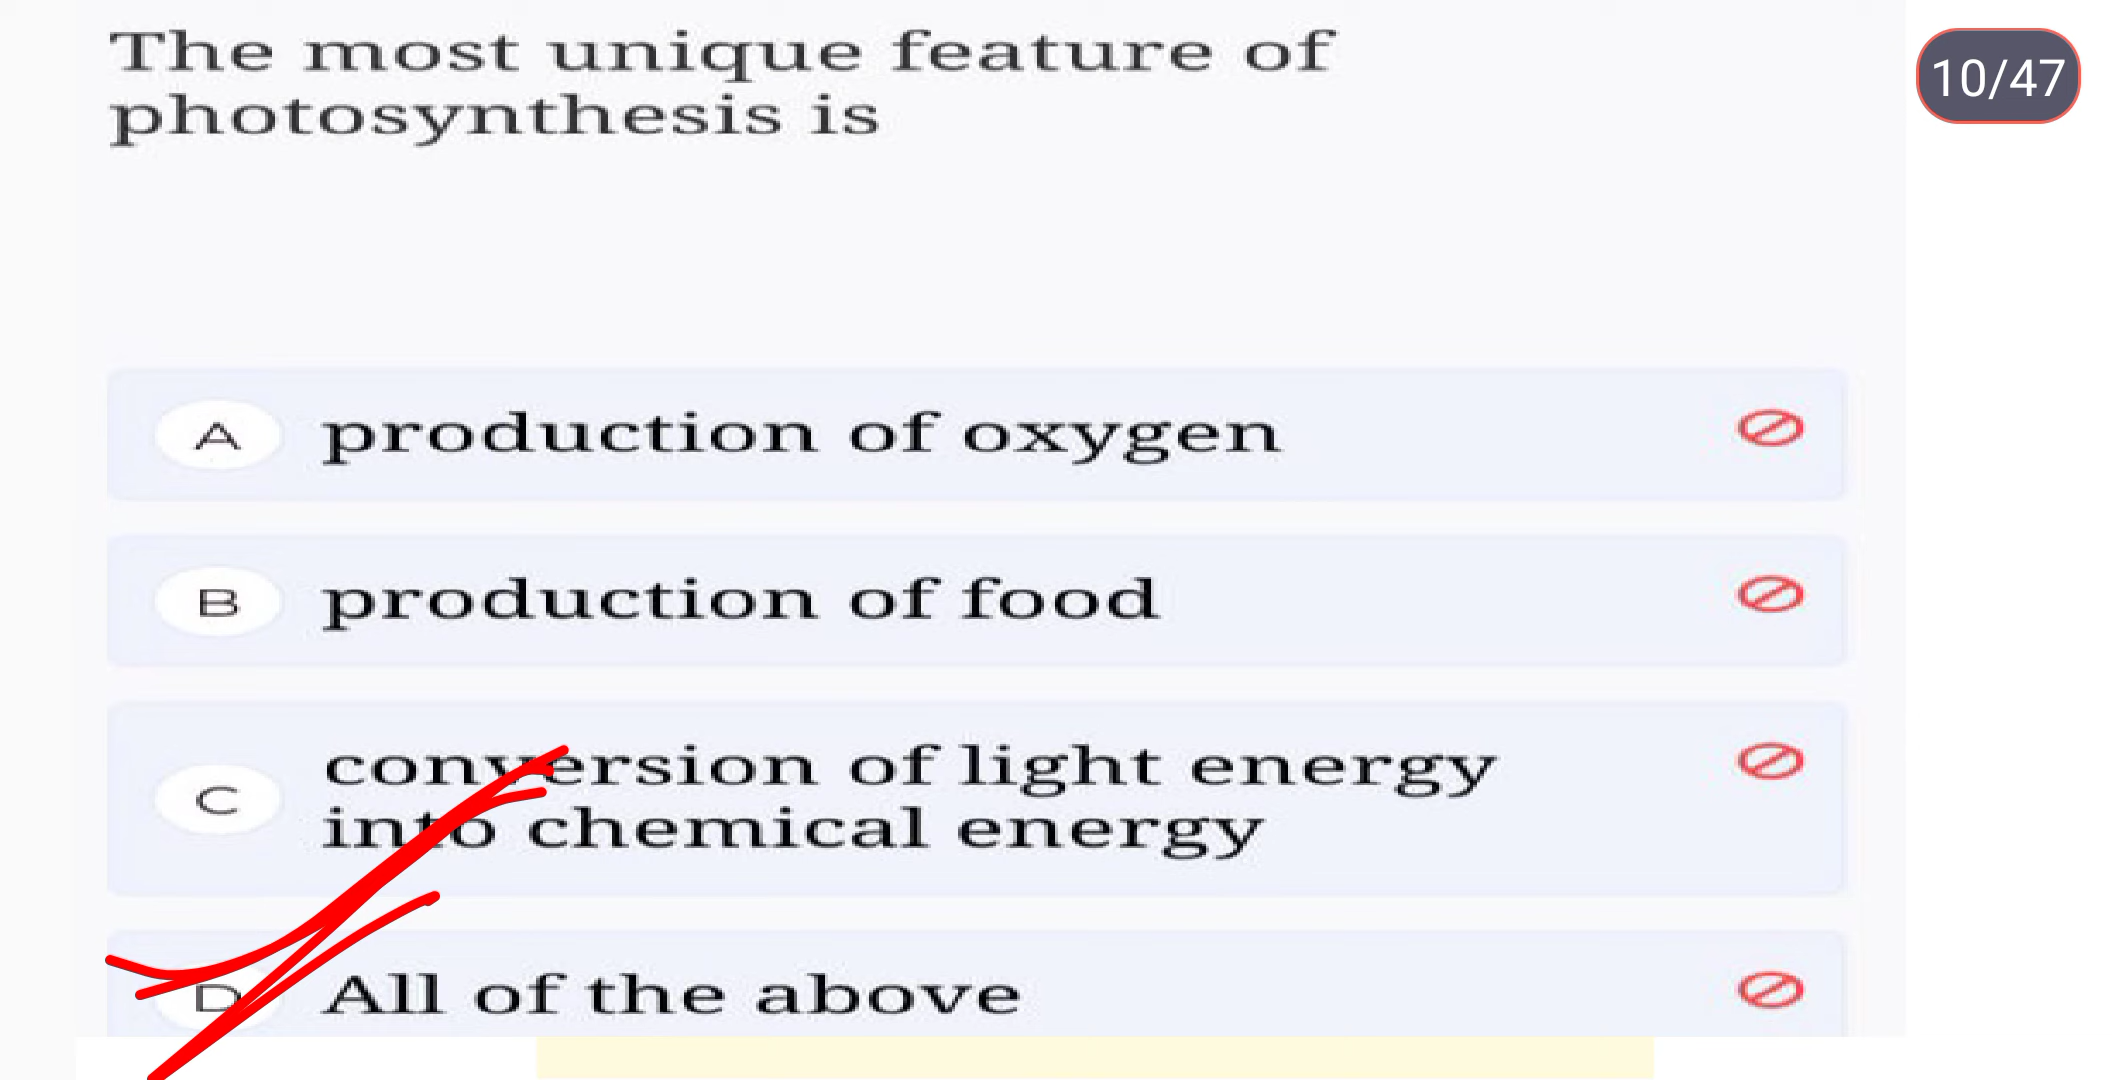 The most unique feature of
photosynthesis is
10/47
A production of oxygen
B production of food
C conversion of light energy
into chemical energy
D All of the above